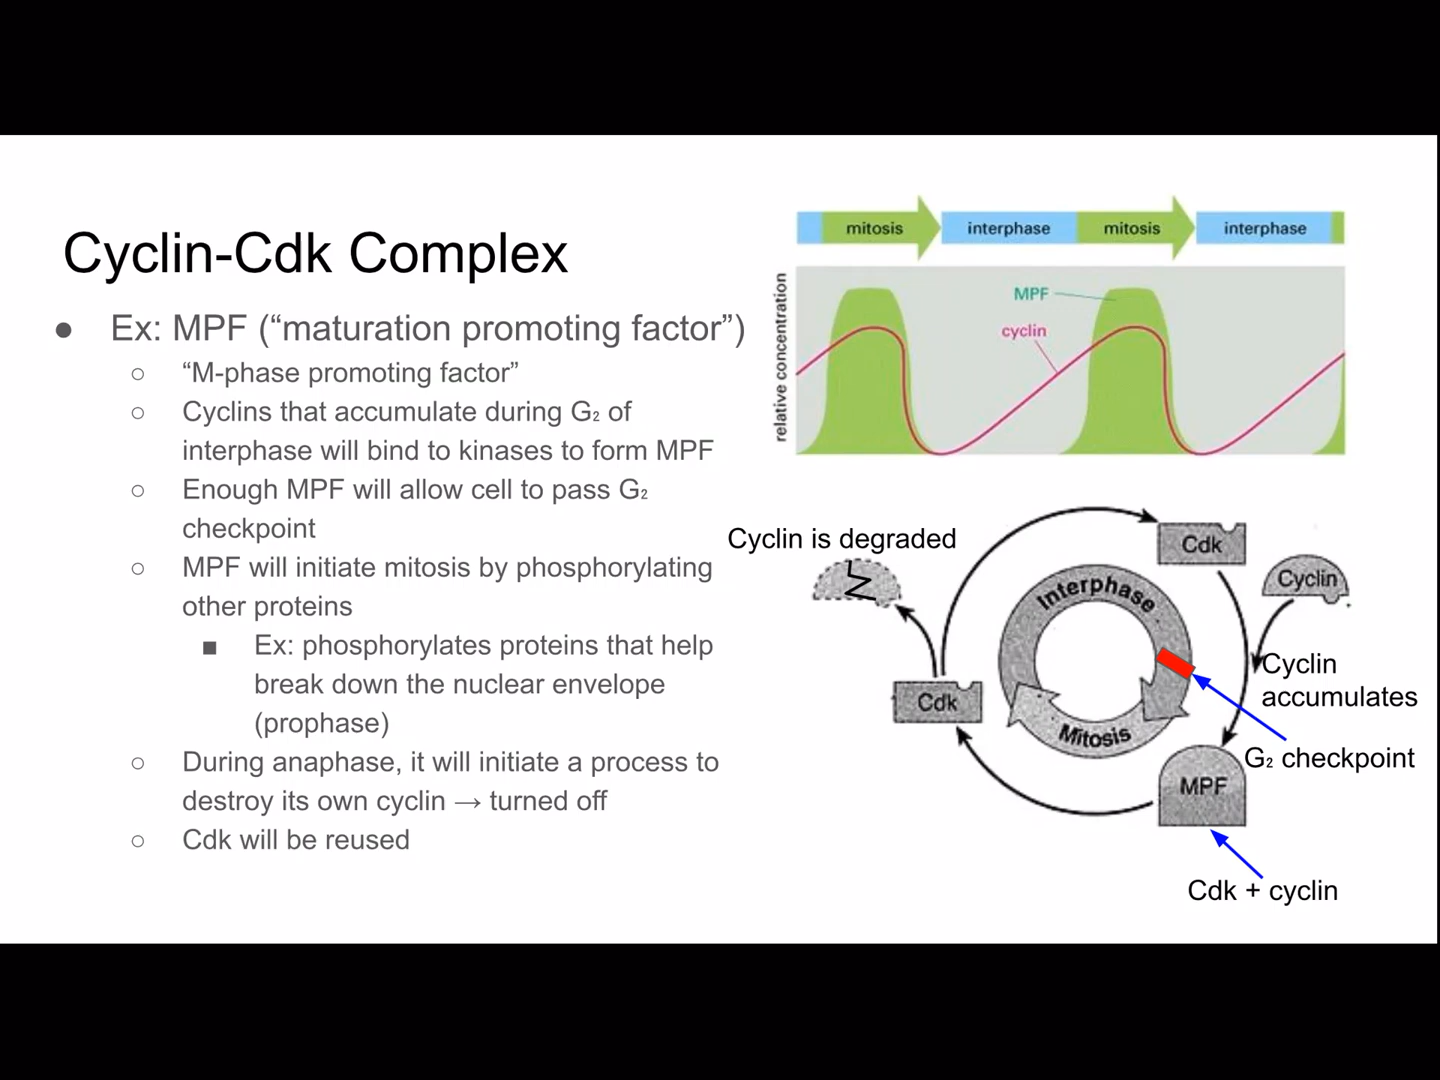 Cyclin-Cdk Complex
● Ex: MPF (“maturation promoting factor”)
○ “M-phase promoting factor”
○ Cyclins that accumulate during G₂ of
interphase will bind to kinases to form MPF
○ Enough MPF will allow cell to pass G₂
checkpoint
○ MPF will initiate mitosis by phosphorylating
other proteins
■ Ex: phosphorylates proteins that help
break down the nuclear envelope
(prophase)
○ During anaphase, it will initiate a process to
destroy its own cyclin → turned off
○ Cdk will be reused
mitosis interphase mitosis interphase
relative concentration
MPF
cyclin
Cyclin is degraded
Cdk
Cyclin
Interphase
Cyclin
accumulates
Cdk
Mitosis
G₂ checkpoint
MPF
Cdk + cyclin